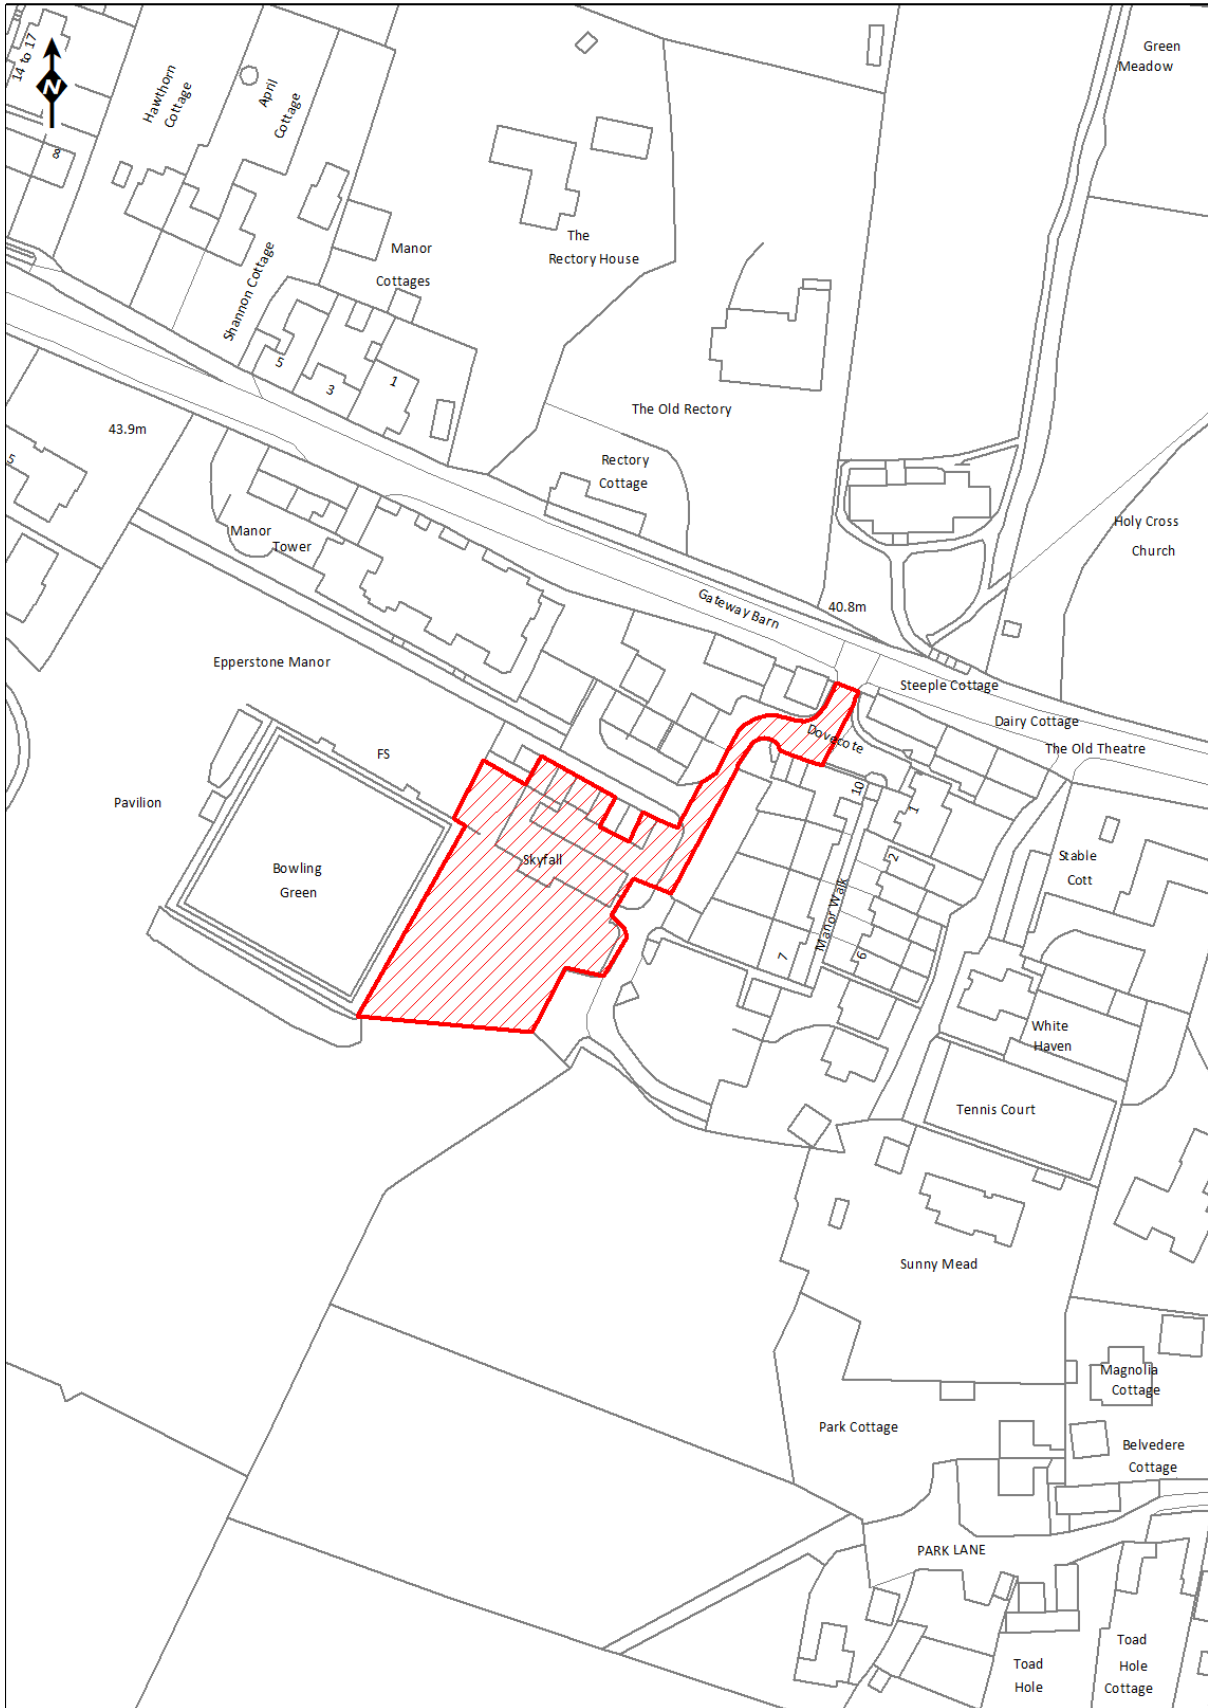 14 to 17
N
8
Hawthorn
Cottage
April
Cottage
Green
Meadow
Shannon Cottage
Manor
Cottages
The
Rectory House
5
3
1
The Old Rectory
43.9m
5
Rectory
Cottage
Manor
Tower
Holy Cross
Church
Gateway Barn
40.8m
Epperstone Manor
Steeple Cottage
Dairy Cottage
The Old Theatre
Dovecote
FS
Pavilion
10
1
Bowling
Green
Skyfall
2
Stable
Cott
Manor Walk
7
6
White
Haven
Tennis Court
Sunny Mead
Magnolia
Cottage
Park Cottage
Belvedere
Cottage
PARK LANE
Toad
Hole
Toad
Hole
Cottage